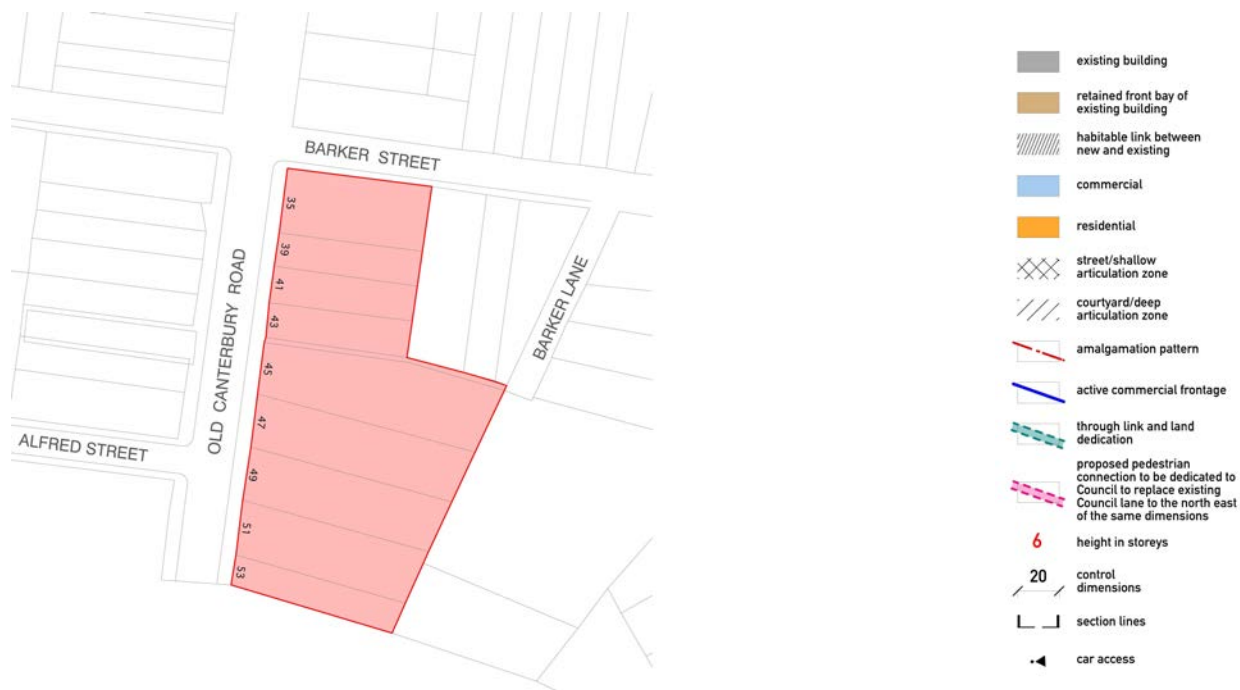 BARKER STREET
35
39
41
43
45
47
49
51
53
OLD CANTERBURY ROAD
BARKER LANE
ALFRED STREET
existing building
retained front bay of
existing building
habitable link between
new and existing
commercial
residential
street/shallow
articulation zone
courtyard/deep
articulation zone
amalgamation pattern
active commercial frontage
through link and land
dedication
proposed pedestrian
connection to be dedicated to
Council to replace existing
Council lane to the north east
of the same dimensions
6
height in storeys
20
control
dimensions
section lines
car access